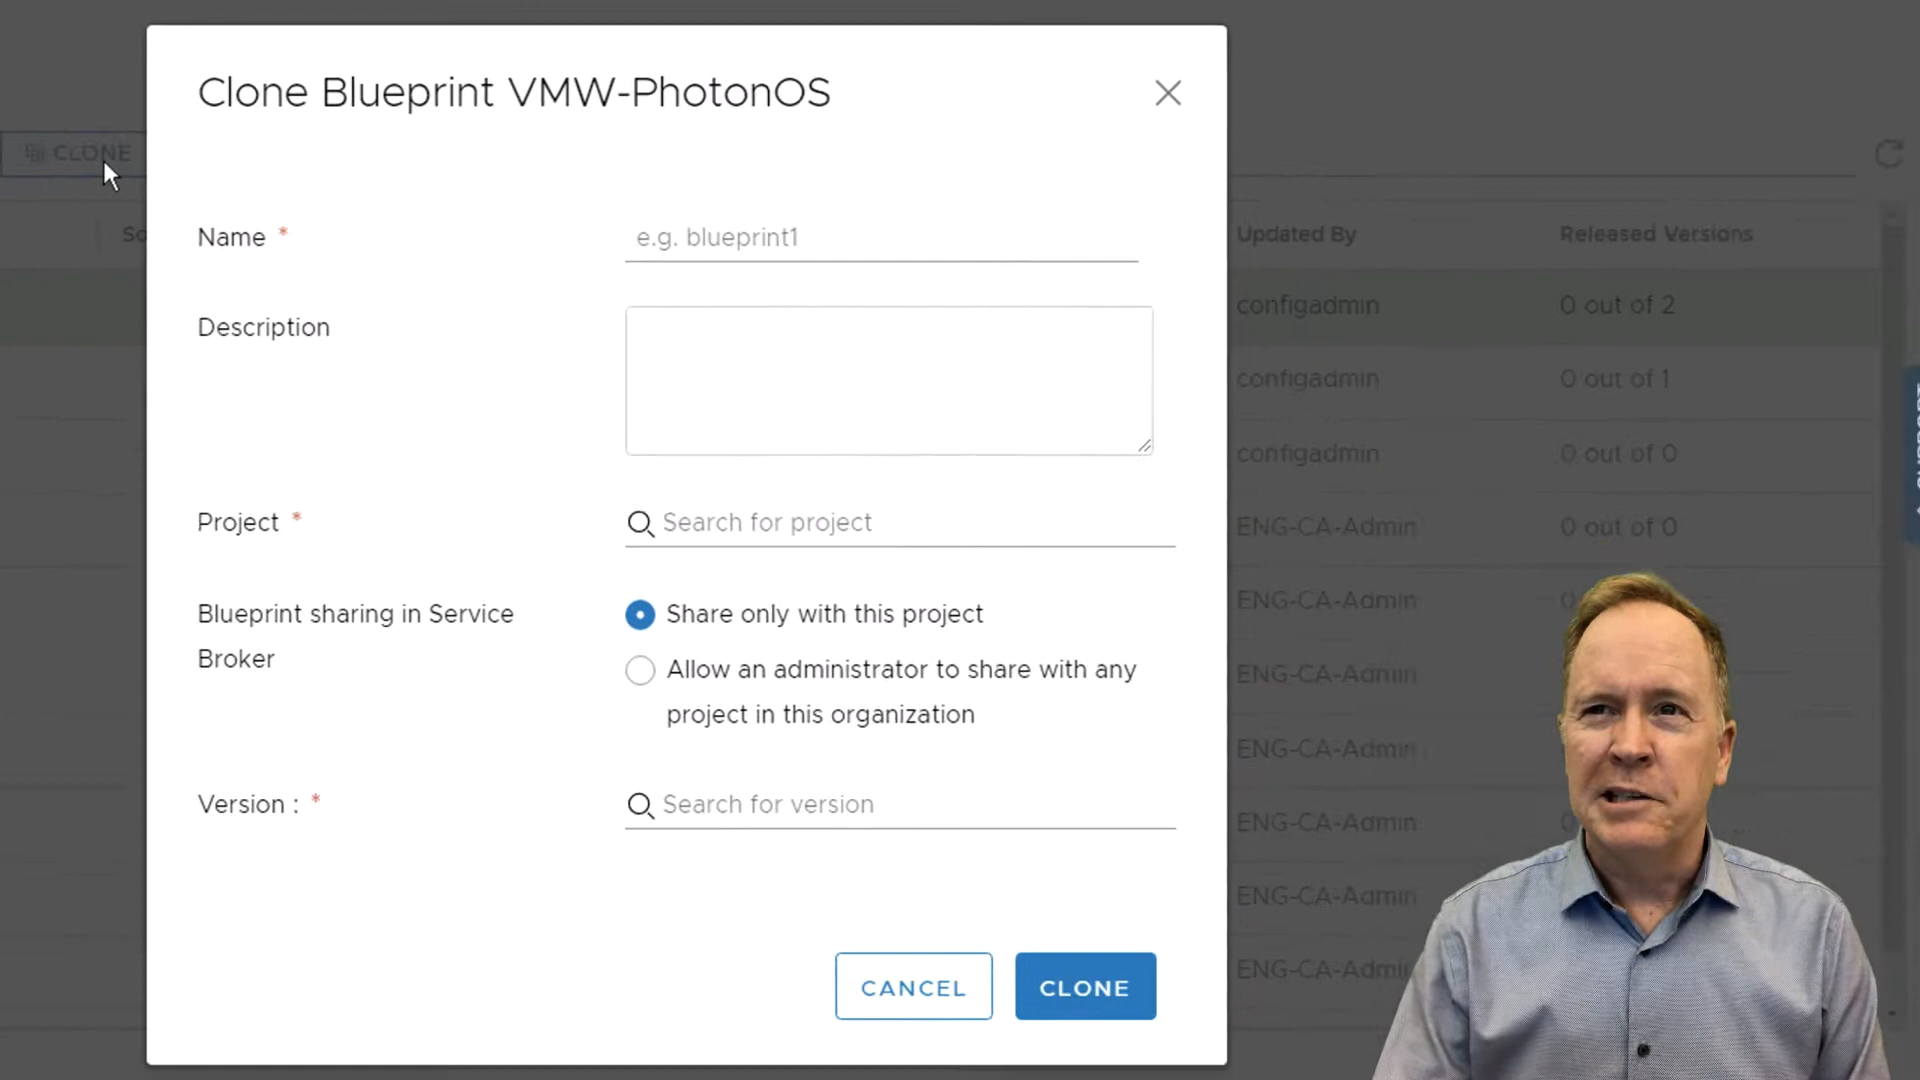 Clone Blueprint VMW-PhotonOS
CLONE
Name *
e.g. blueprint1
Updated By
Released Versions
configadmin
0 out of 2
Description
configadmin
0 out of 1
configadmin
0 out of 0
Project *
Search for project
ENG-CA-Admin
0 out of 0
Blueprint sharing in Service
Broker
Share only with this project
ENG-CA-Admin
Allow an administrator to share with any
project in this organization
ENG-CA-Admin
ENG-CA-Admin
Version : *
Search for version
ENG-CA-Admin
ENG-CA-Admin
CANCEL
CLONE
ENG-CA-Admin